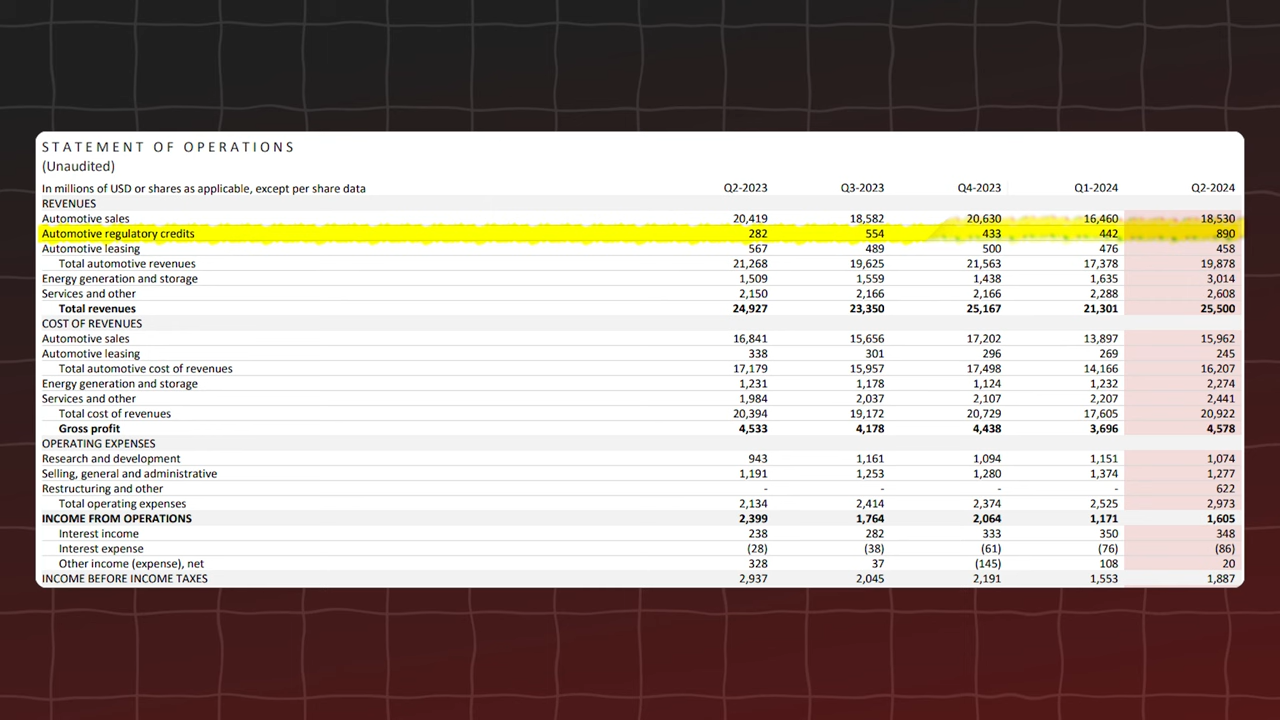 STATEMENT OF OPERATIONS
(Unaudited)
In millions of USD or shares as applicable, except per share data Q2-2023 Q3-2023 Q4-2023 Q1-2024 Q2-2024
REVENUES
Automotive sales 20,419 18,582 20,630 16,460 18,530
Automotive regulatory credits 282 554 433 442 890
Automotive leasing 567 489 500 476 458
Total automotive revenues 21,268 19,625 21,563 17,378 19,878
Energy generation and storage 1,509 1,559 1,438 1,635 3,014
Services and other 2,150 2,166 2,166 2,288 2,608
Total revenues 24,927 23,350 25,167 21,301 25,500
COST OF REVENUES
Automotive sales 16,841 15,656 17,202 13,897 15,962
Automotive leasing 338 301 296 269 245
Total automotive cost of revenues 17,179 15,957 17,498 14,166 16,207
Energy generation and storage 1,231 1,178 1,124 1,232 2,274
Services and other 1,984 2,037 2,107 2,207 2,441
Total cost of revenues 20,394 19,172 20,729 17,605 20,922
Gross profit 4,533 4,178 4,438 3,696 4,578
OPERATING EXPENSES
Research and development 943 1,161 1,094 1,151 1,074
Selling, general and administrative 1,191 1,253 1,280 1,374 1,277
Restructuring and other - - - - 622
Total operating expenses 2,134 2,414 2,374 2,525 2,973
INCOME FROM OPERATIONS 2,399 1,764 2,064 1,171 1,605
Interest income 238 282 333 350 348
Interest expense (28) (38) (61) (76) (86)
Other income (expense), net 328 37 (145) 108 20
INCOME BEFORE INCOME TAXES 2,937 2,045 2,191 1,553 1,887